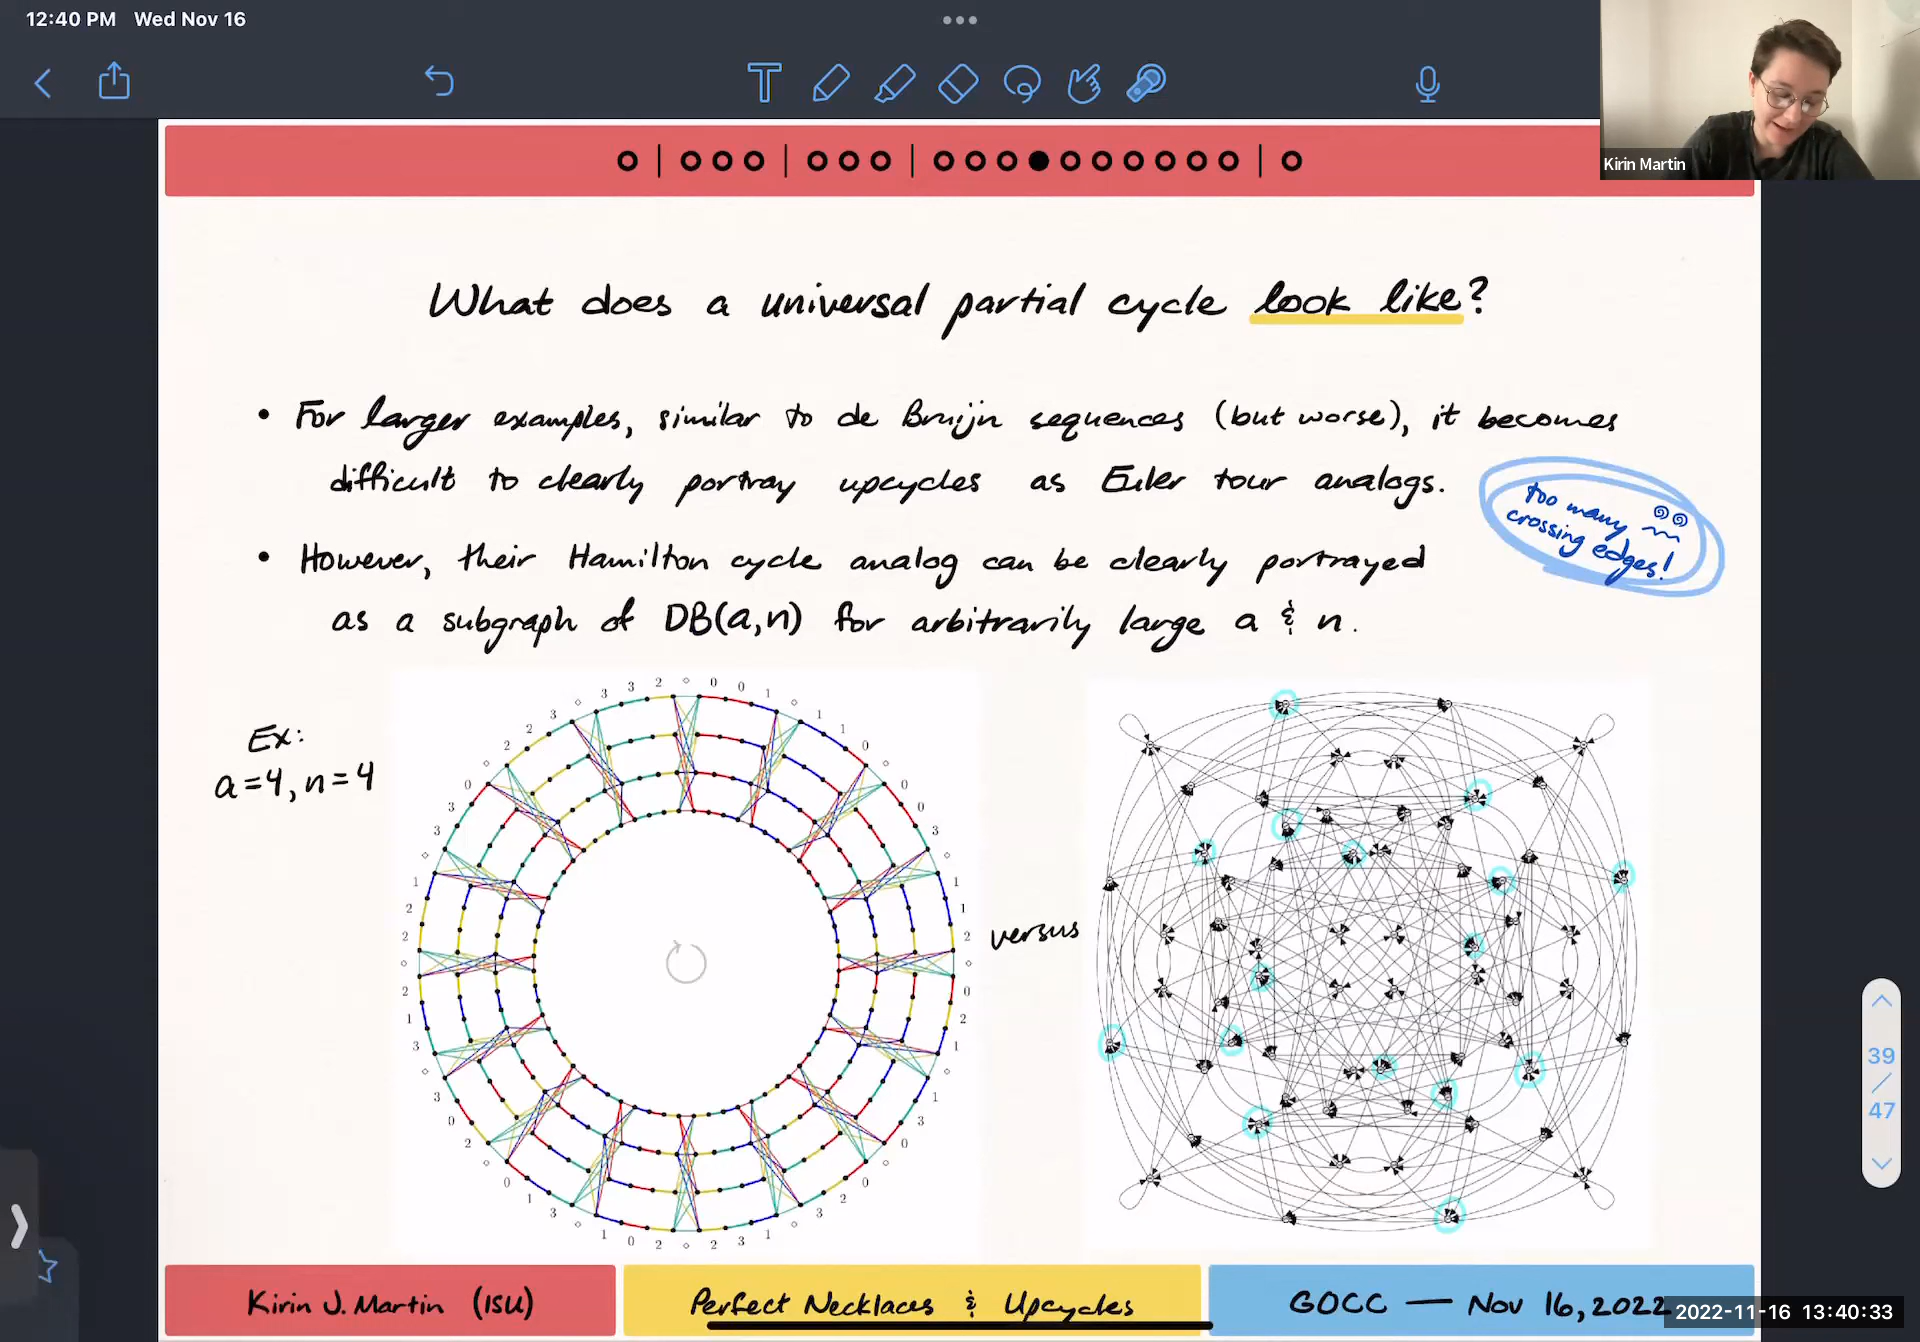 12:40 PM Wed Nov 16
Kirin Martin
What does a universal partial cycle look like?
• For larger examples, similar to de Bruijn sequences (but worse), it becomes
difficult to clearly portray upcycles as Euler tour analogs.
too many
crossing edges!
• However, their Hamilton cycle analog can be clearly portrayed
as a subgraph of DB(a,n) for arbitrarily large a & n.
Ex:
a=4, n=4
versus
39
/
47
Kirin J. Martin (ISU)
Perfect Necklaces & Upcycles
GOCC — Nov 16, 2022
2022-11-16 13:40:33